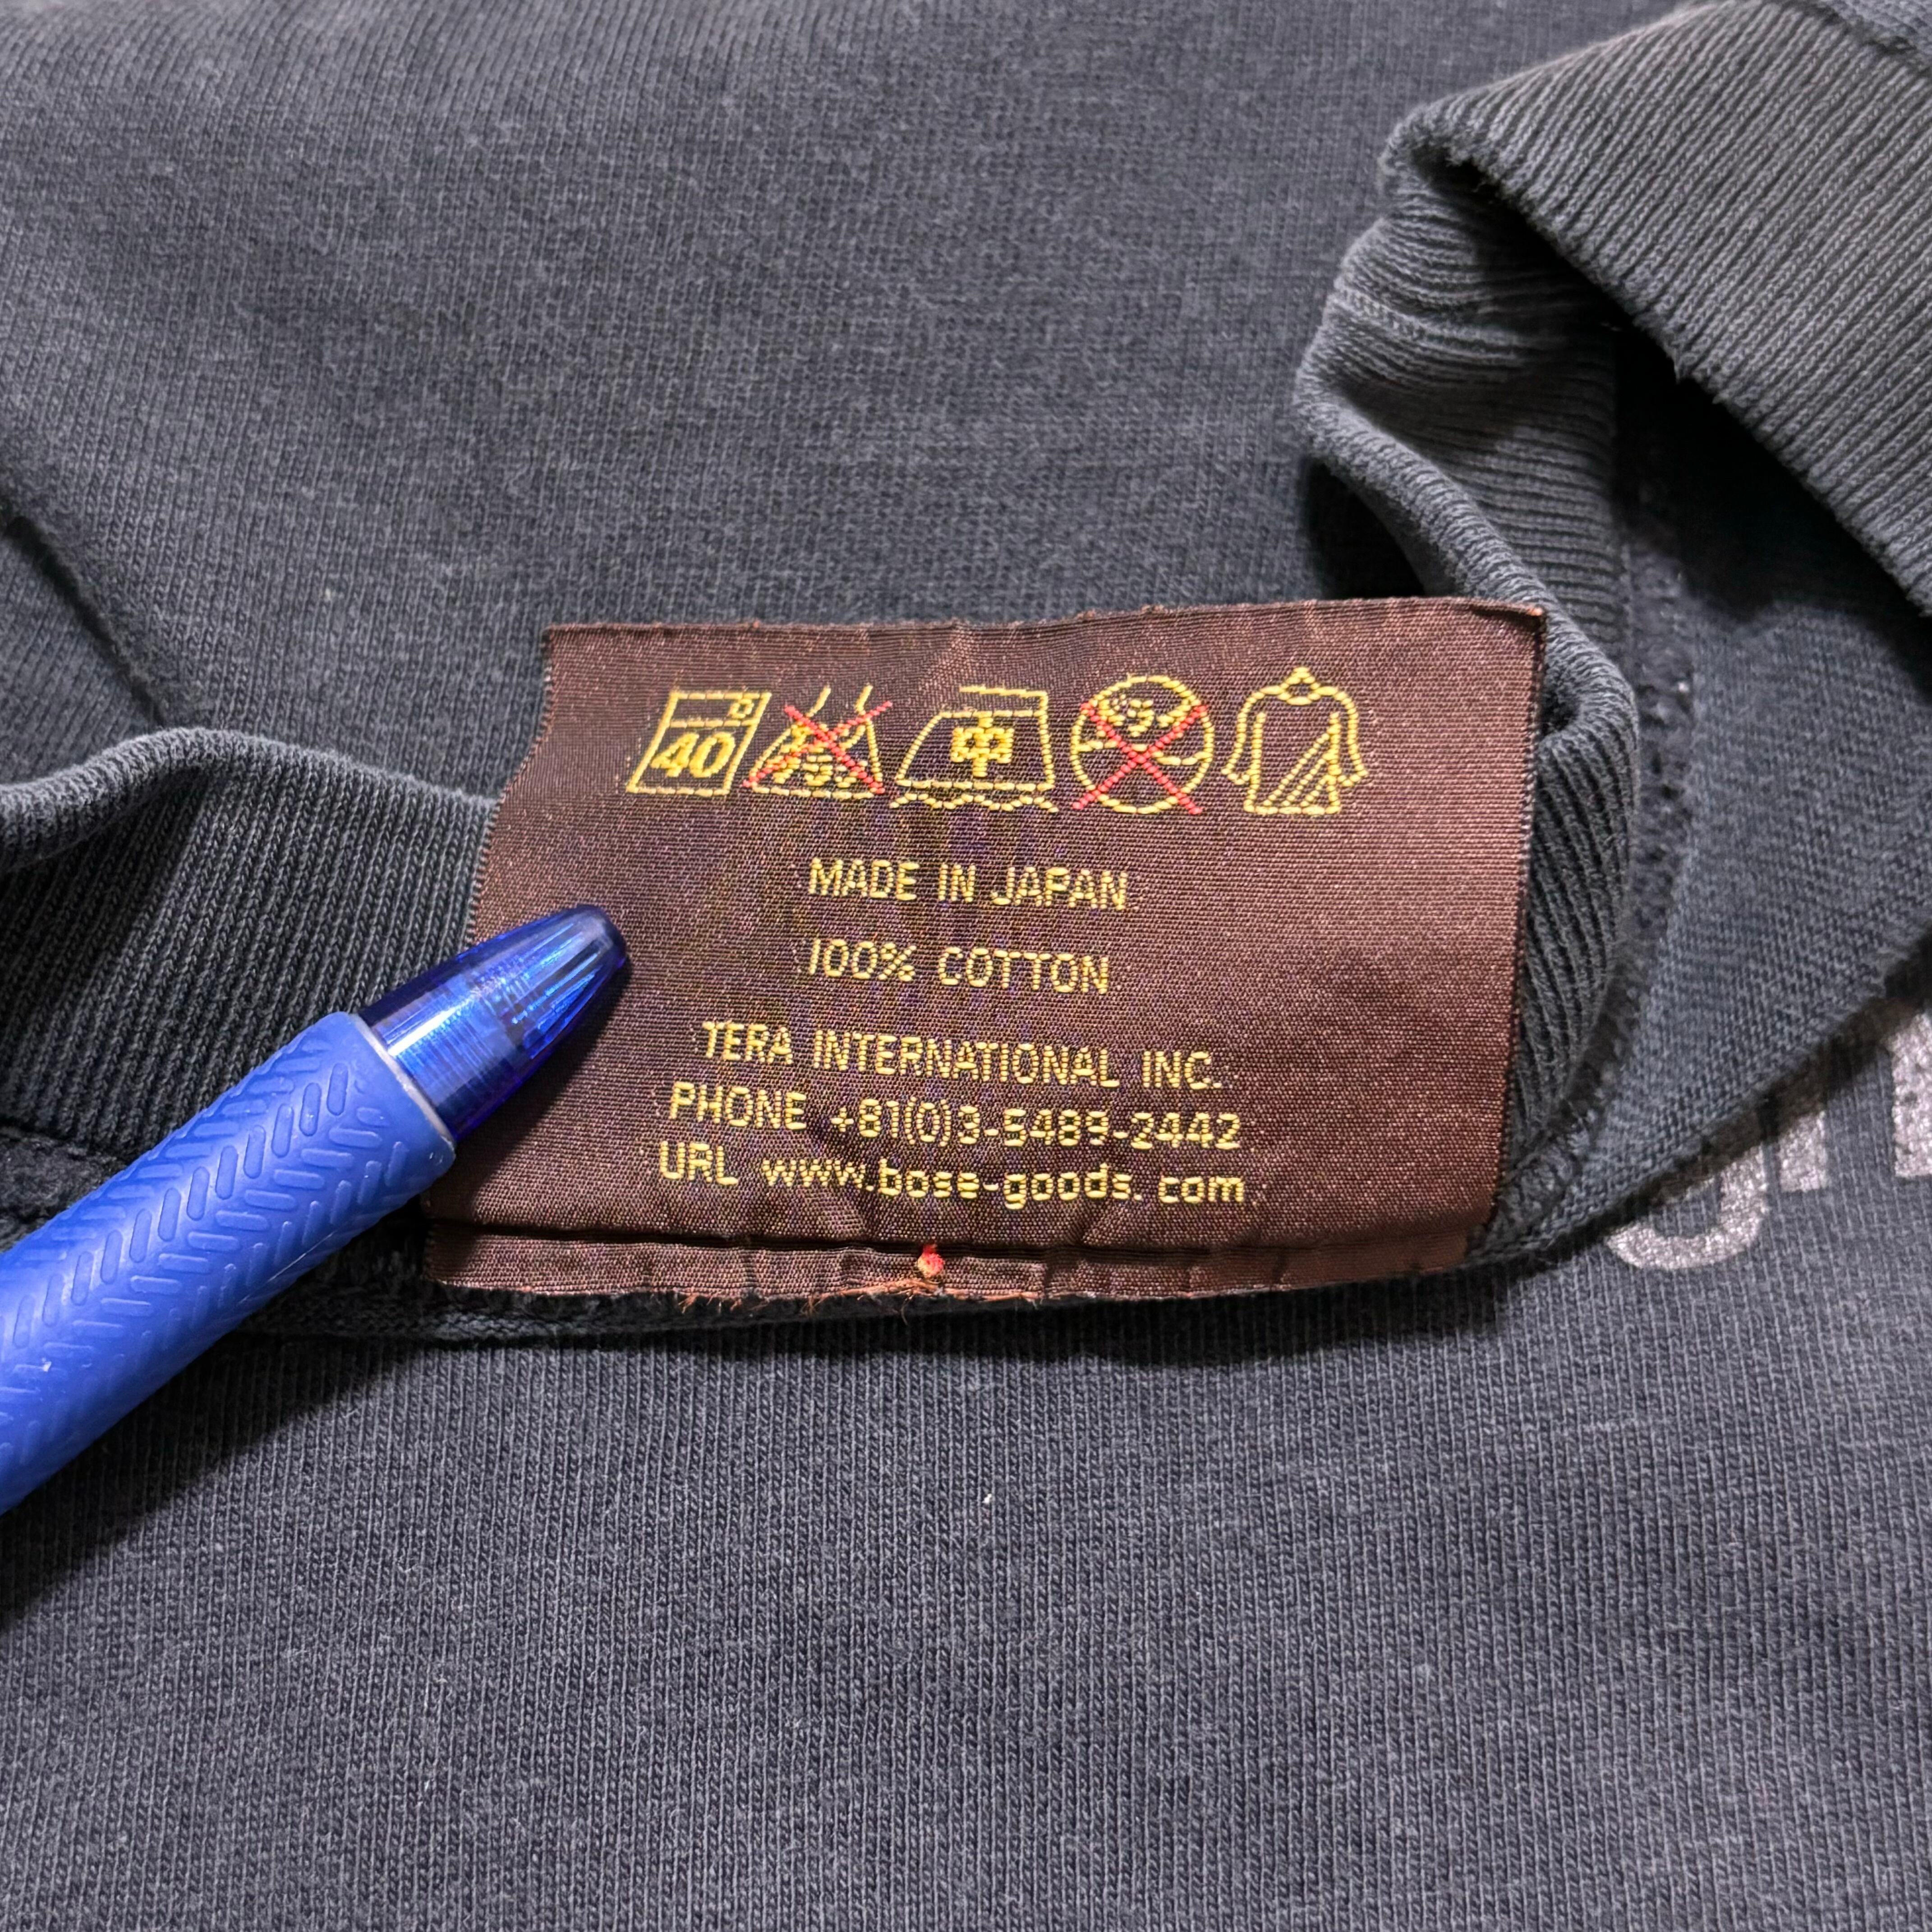 40
中
MADE IN JAPAN
100% COTTON
TERA INTERNATIONAL INC.
PHONE +81(0)3-5489-2442
URL www.bose-goods.com